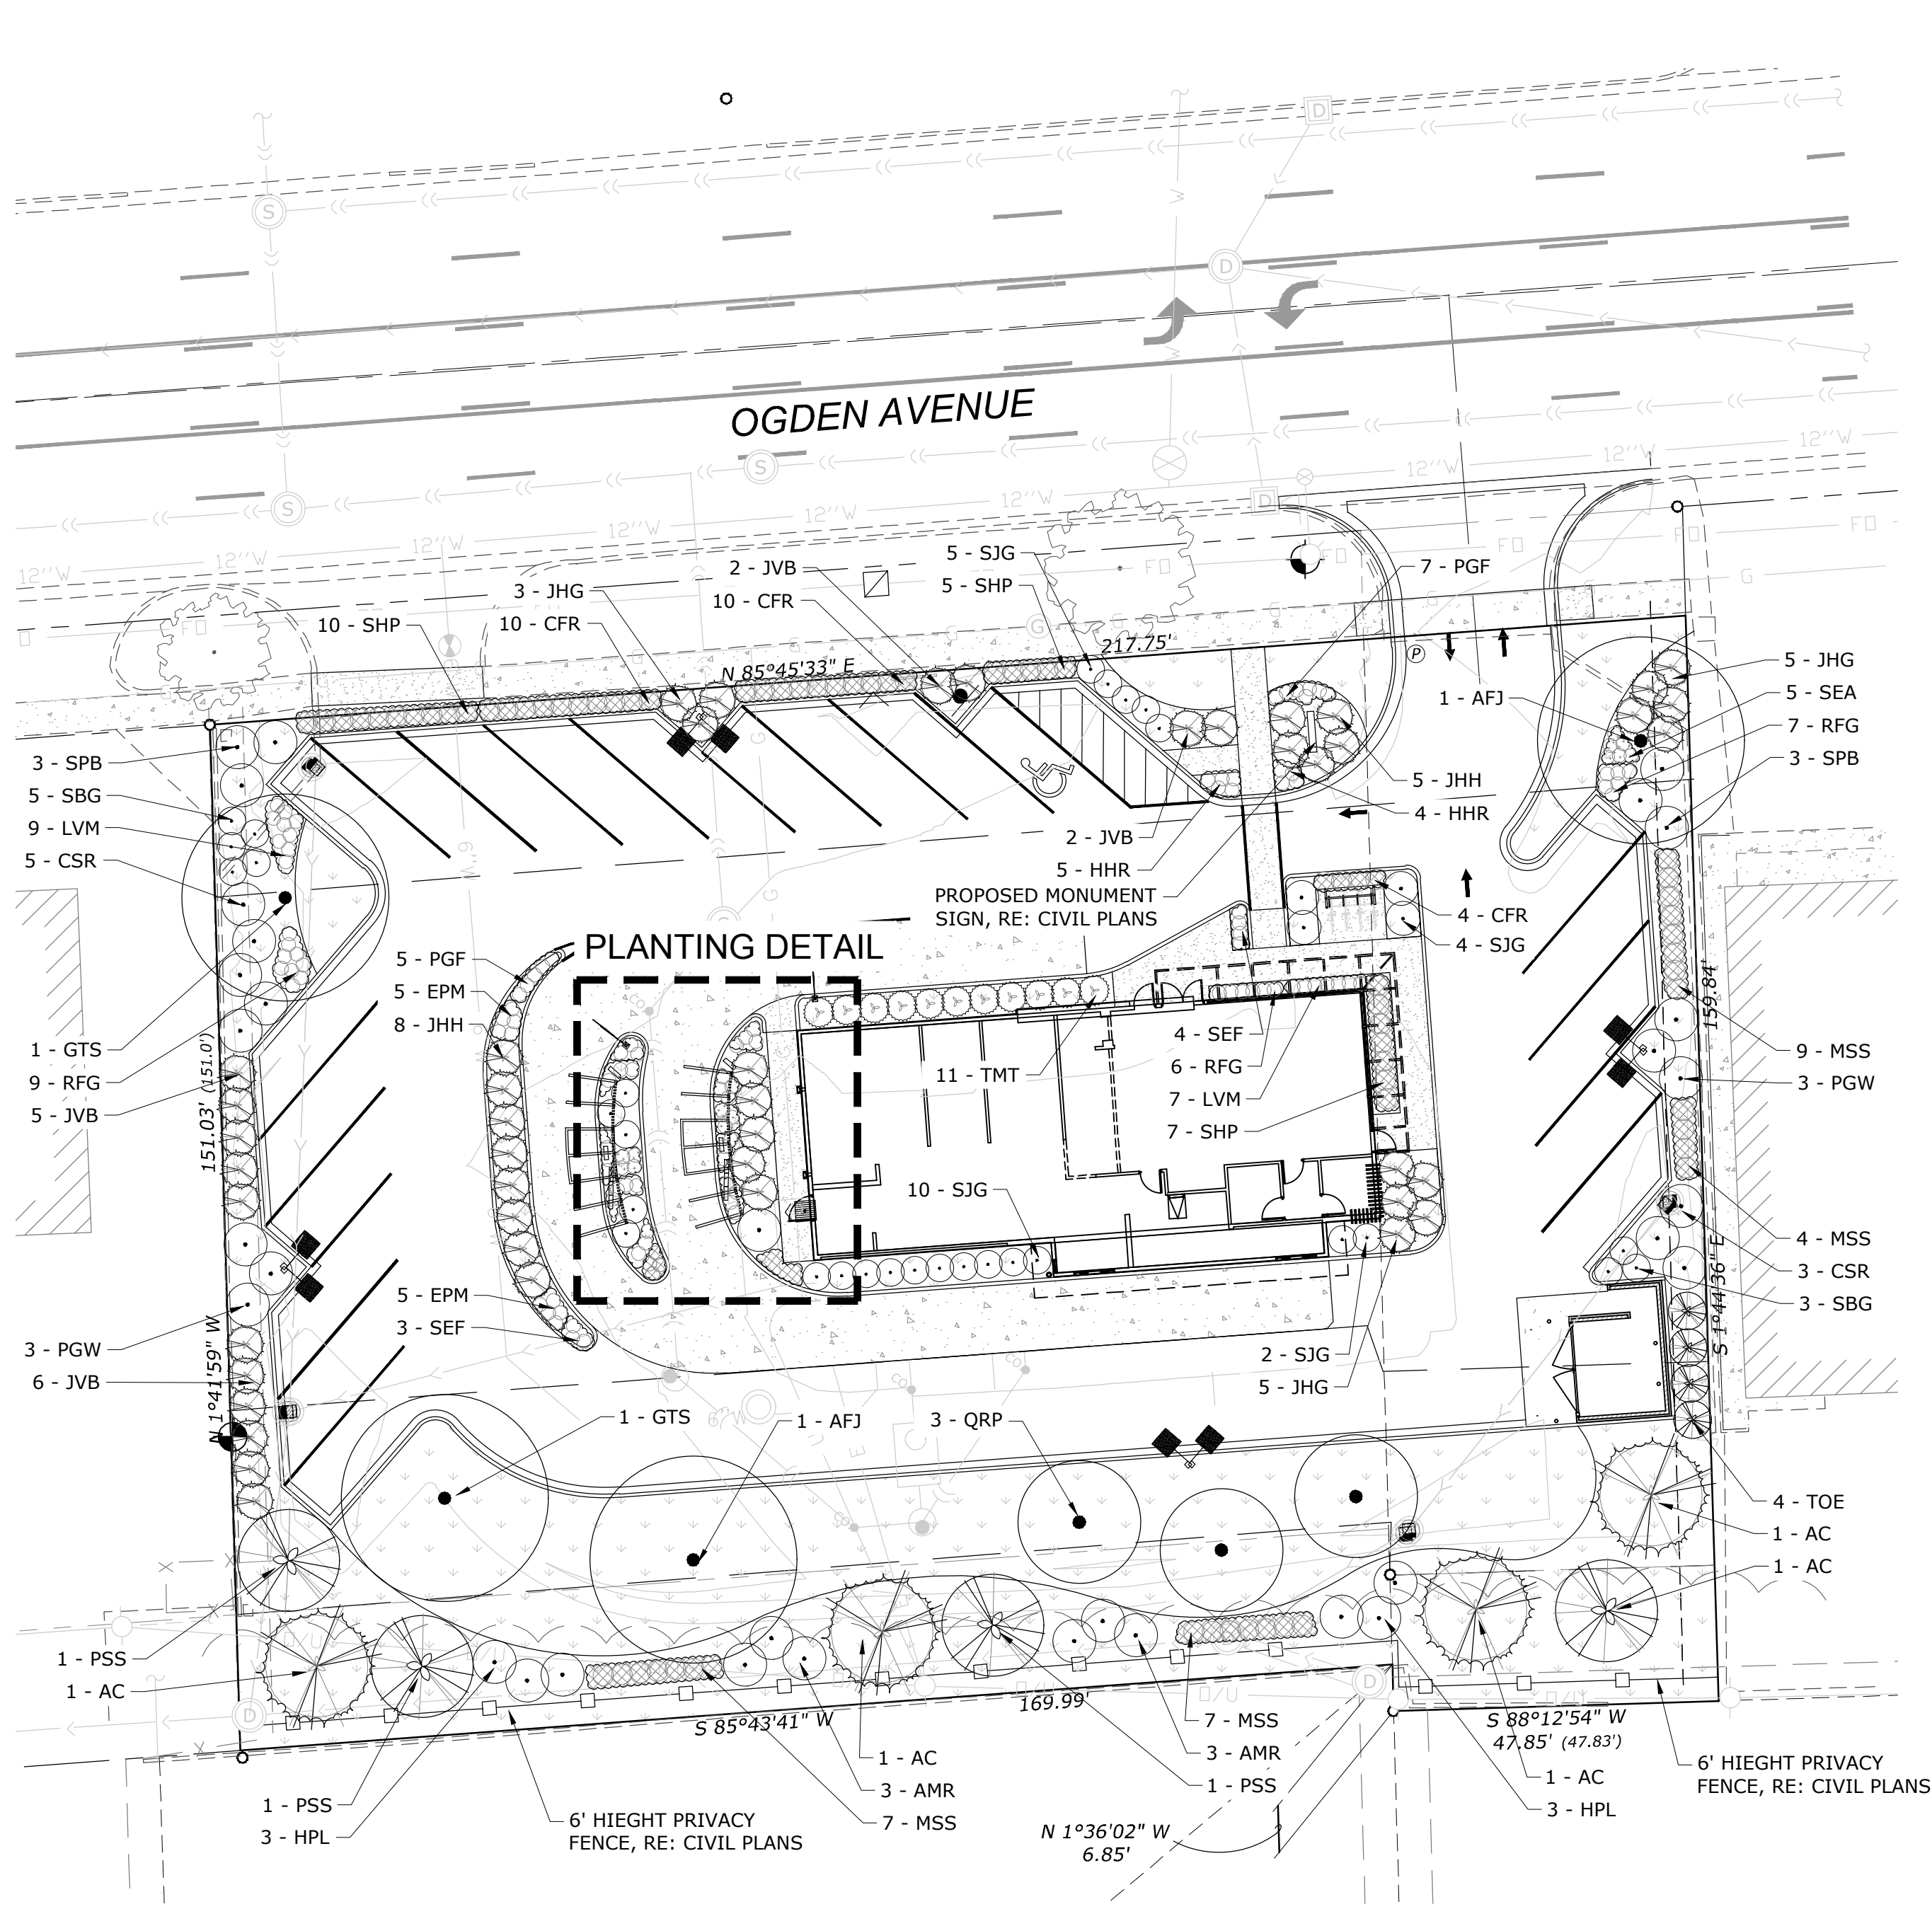 D
S
W
D
OGDEN AVENUE
S
12"W
12"W
12"W
S
D
12"W
12"W
12"W
12"W
12"W
FO
FO
FO
FO
FO
5 - SJG
2 - JVB
5 - SHP
7 - PGF
3 - JHG
10 - CFR
10 - CFR
10 - SHP
G
217.75'
N 85°45'33" E
P
5 - JHG
1 - AFJ
5 - SEA
7 - RFG
3 - SPB
3 - SPB
5 - SBG
5 - JHH
9 - LVM
4 - HHR
5 - CSR
2 - JVB
5 - HHR
PROPOSED MONUMENT
SIGN, RE: CIVIL PLANS
4 - CFR
4 - SJG
PLANTING DETAIL
5 - PGF
5 - EPM
8 - JHH
159.84'
4 - SEF
1 - GTS
9 - MSS
6 - RFG
11 - TMT
9 - RFG
3 - PGW
7 - LVM
5 - JVB
7 - SHP
151.03' (151.0')
10 - SJG
4 - MSS
3 - CSR
S 1°44'36" E
5 - EPM
3 - SBG
3 - SEF
3 - PGW
2 - SJG
6 - JVB
5 - JHG
N 1°41'59" W
1 - GTS
1 - AFJ
3 - QRP
CO
CO
CO
4 - TOE
1 - AC
1 - AC
1 - PSS
1 - AC
D
D
169.99'
S 85°43'41" W
S 88°12'54" W
47.85' (47.83')
7 - MSS
3 - AMR
1 - PSS
1 - AC
3 - AMR
7 - MSS
6' HIEGHT PRIVACY
FENCE, RE: CIVIL PLANS
1 - AC
3 - HPL
1 - PSS
3 - HPL
6' HIEGHT PRIVACY
FENCE, RE: CIVIL PLANS
N 1°36'02" W
6.85'